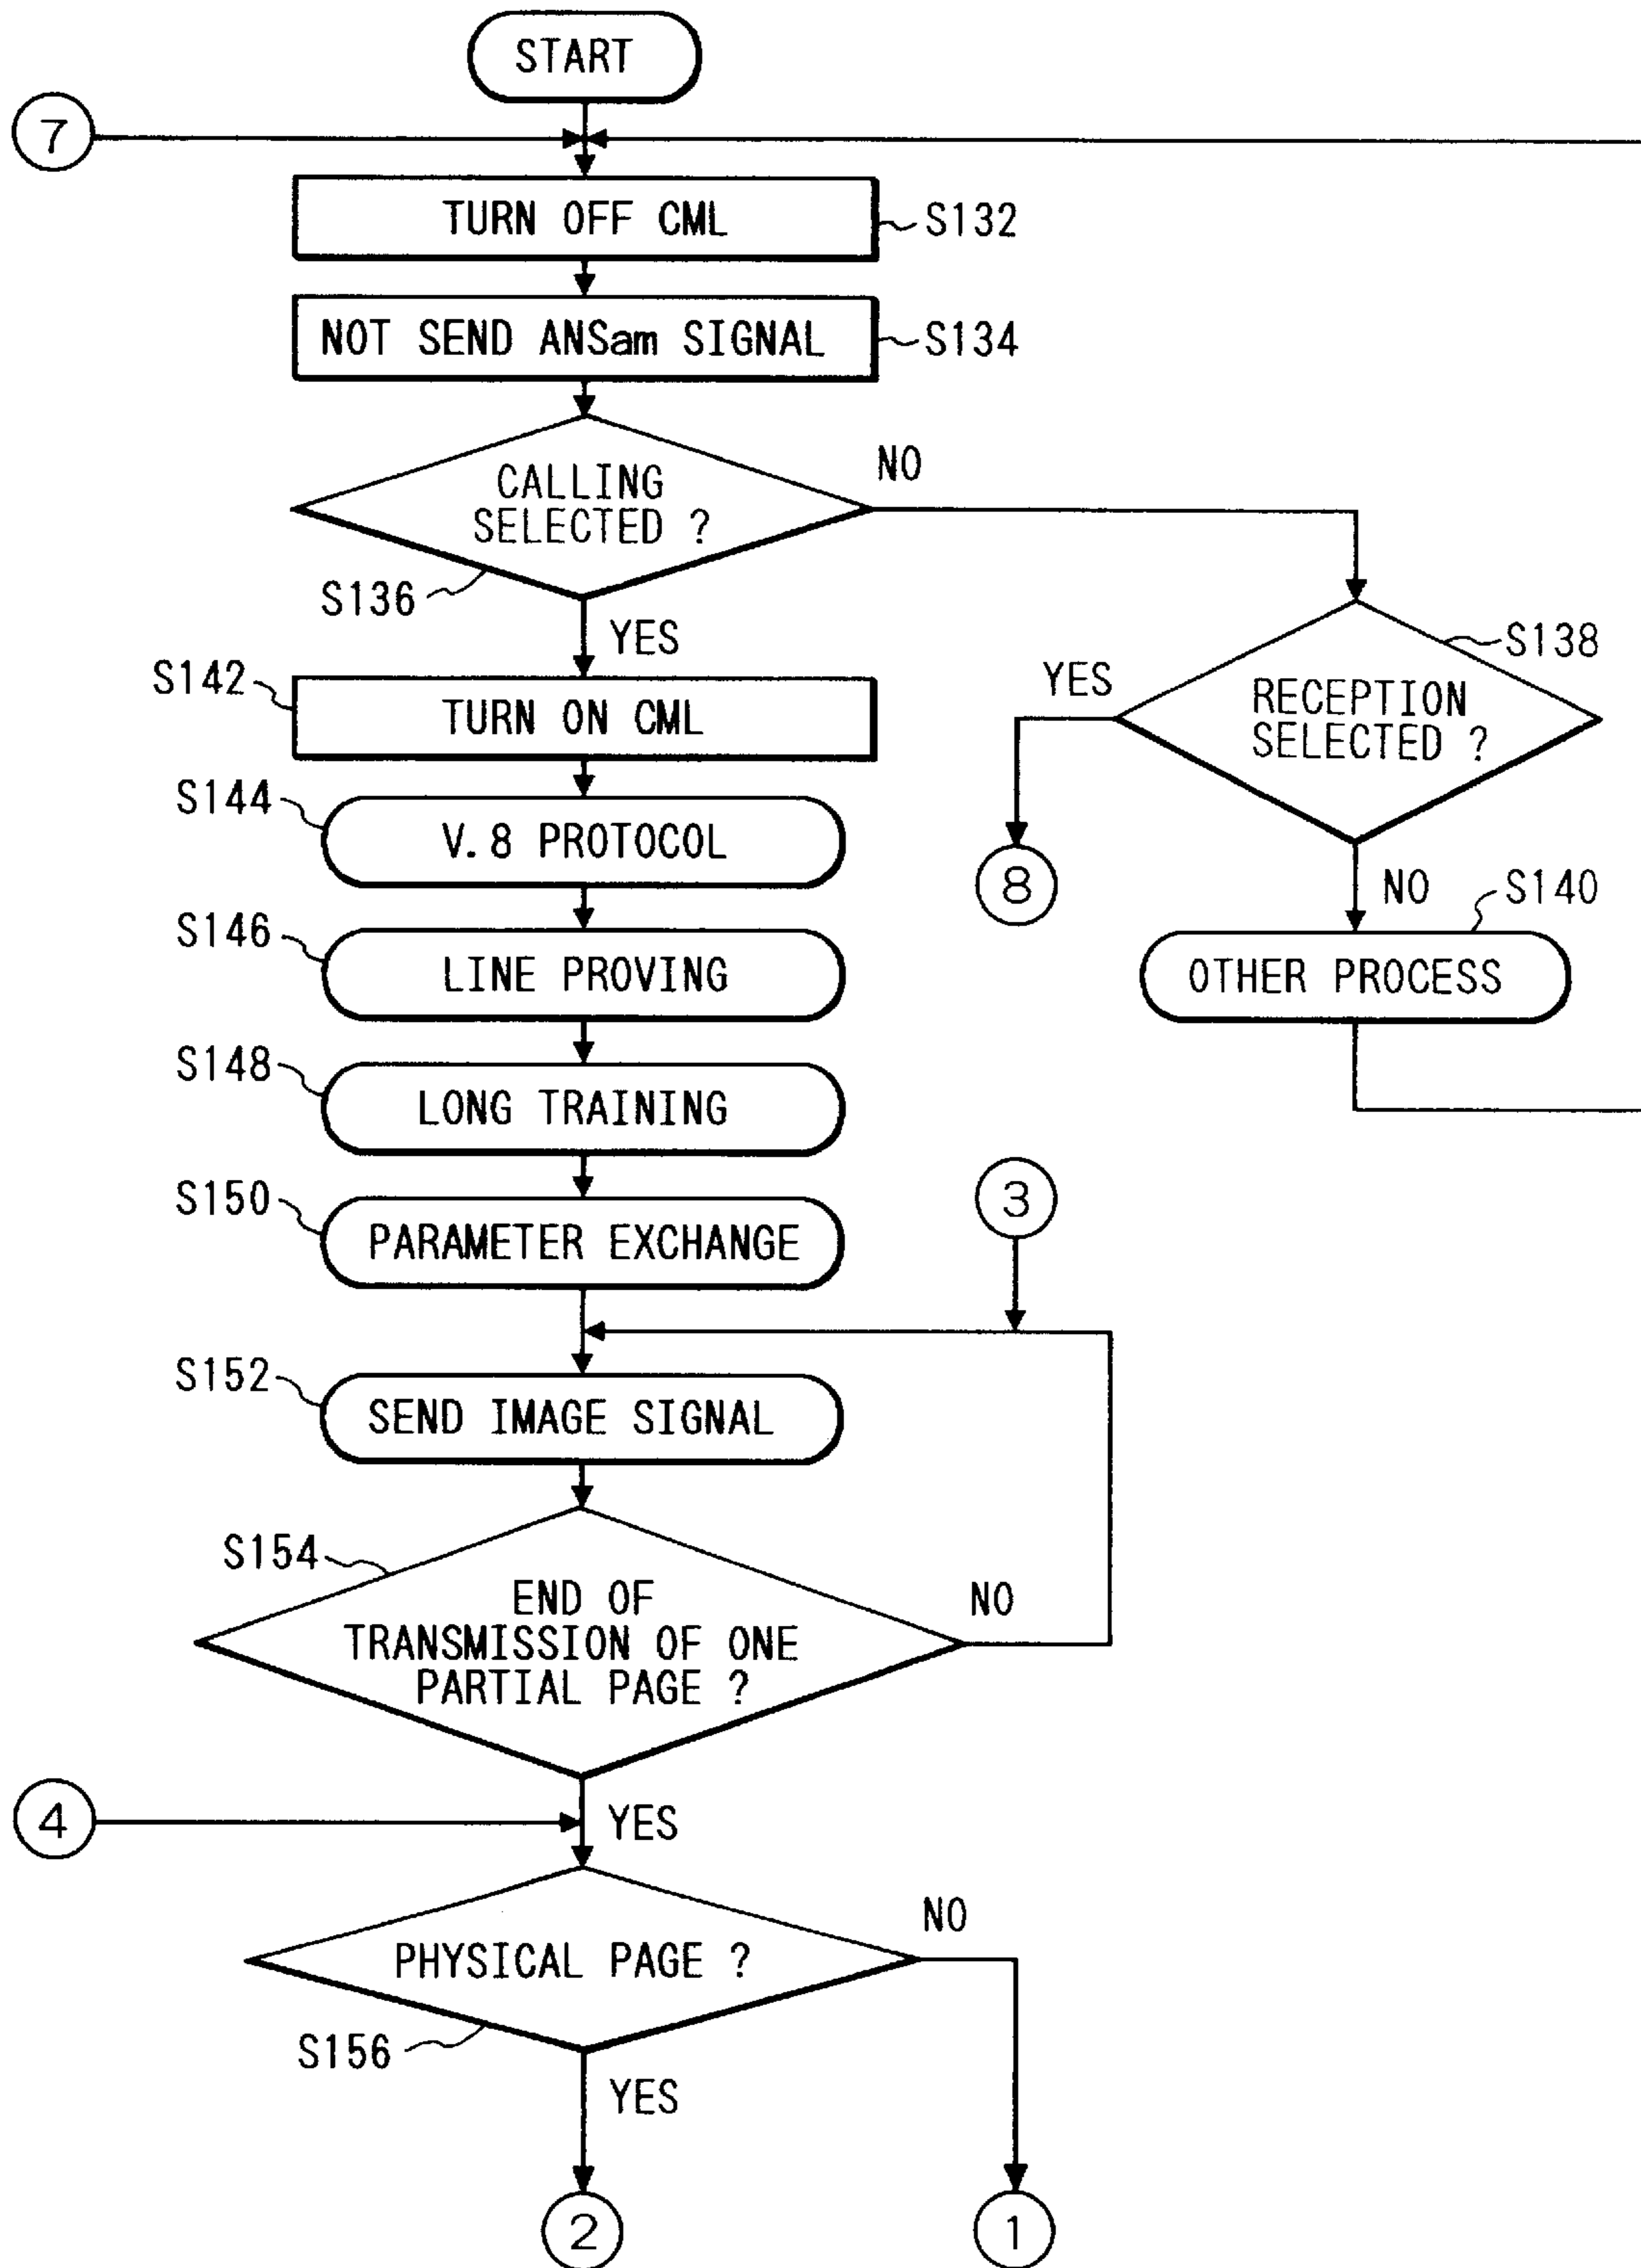 START
7
TURN OFF CML
S132
NOT SEND ANSam SIGNAL
S134
CALLING
SELECTED ?
NO
S136
YES
S138
RECEPTION
SELECTED ?
YES
S142
TURN ON CML
S144
V.8 PROTOCOL
8
NO
S140
S146
LINE PROVING
OTHER PROCESS
S148
LONG TRAINING
S150
PARAMETER EXCHANGE
3
S152
SEND IMAGE SIGNAL
S154
END OF
TRANSMISSION OF ONE
PARTIAL PAGE ?
NO
4
YES
PHYSICAL PAGE ?
NO
S156
YES
2
1